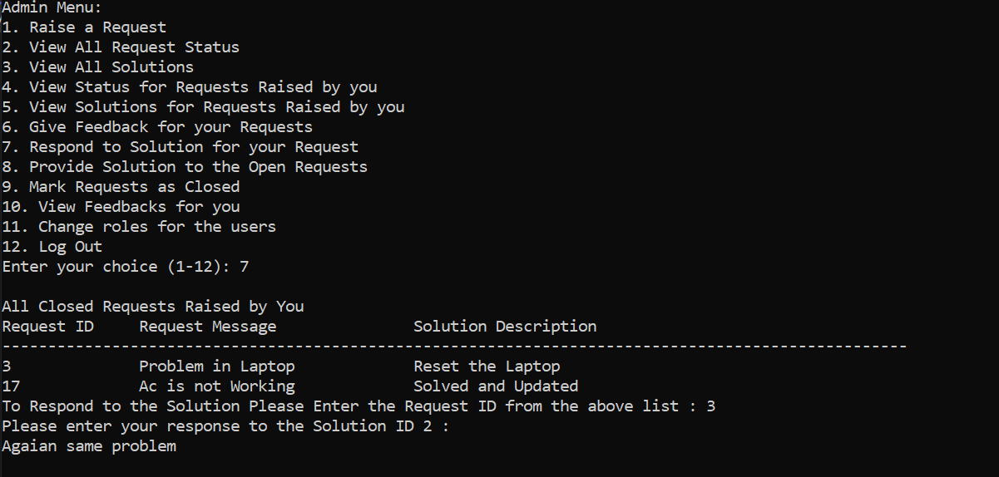 Admin Menu:
1. Raise a Request
2. View All Request Status
3. View All Solutions
4. View Status for Requests Raised by you
5. View Solutions for Requests Raised by you
6. Give Feedback for your Requests
7. Respond to Solution for your Request
8. Provide Solution to the Open Requests
9. Mark Requests as Closed
10. View Feedbacks for you
11. Change roles for the users
12. Log Out
Enter your choice (1-12): 7
All Closed Requests Raised by You
Request ID Request Message Solution Description
---------------------------------------------------------------------------------------------------
3 Problem in Laptop Reset the Laptop
17 Ac is not Working Solved and Updated
To Respond to the Solution Please Enter the Request ID from the above list : 3
Please enter your response to the Solution ID 2 :
Agaian same problem